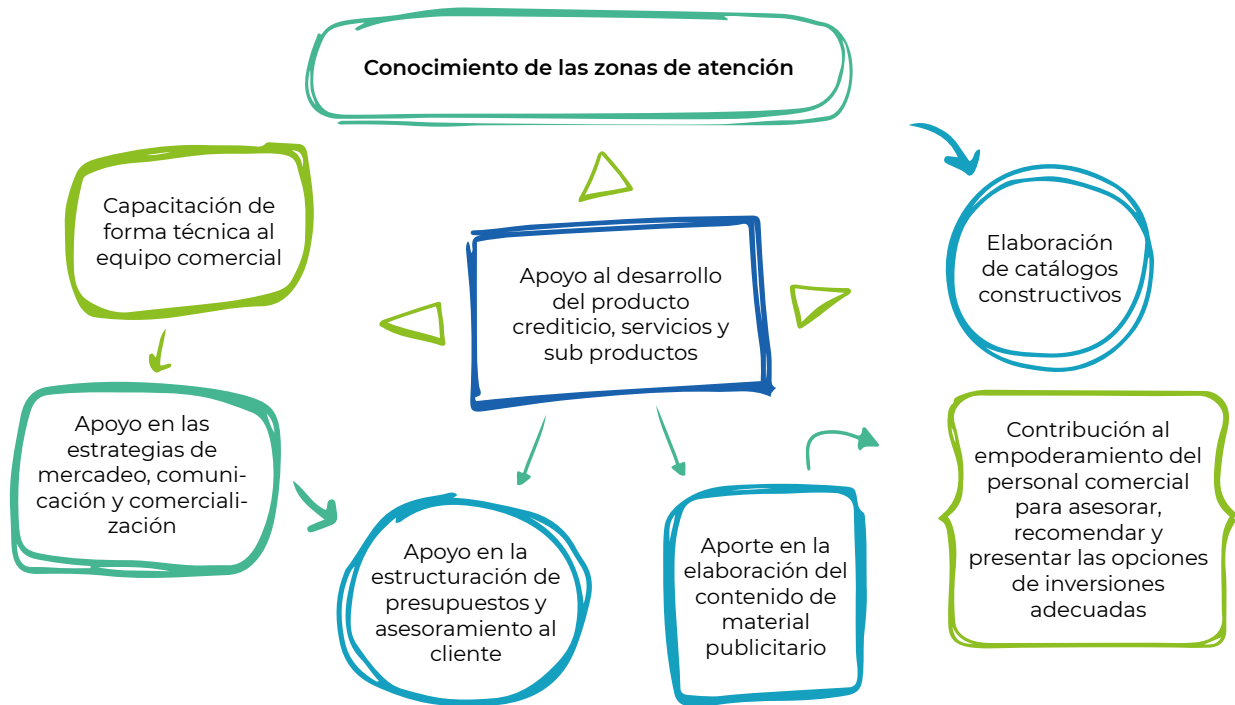 Conocimiento de las zonas de atención
Capacitación de
forma técnica al
equipo comercial
Apoyo al desarrollo
del producto
crediticio, servicios y
sub productos
Elaboración
de catálogos
constructivos
Apoyo en las
estrategias de
mercadeo, comuni-
cación y comerciali-
zación
Apoyo en la
estructuración de
presupuestos y
asesoramiento al
cliente
Aporte en la
elaboración del
contenido de
material
publicitario
Contribución al
empoderamiento del
personal comercial
para asesorar,
recomendar y
presentar las opciones
de inversiones
adecuadas